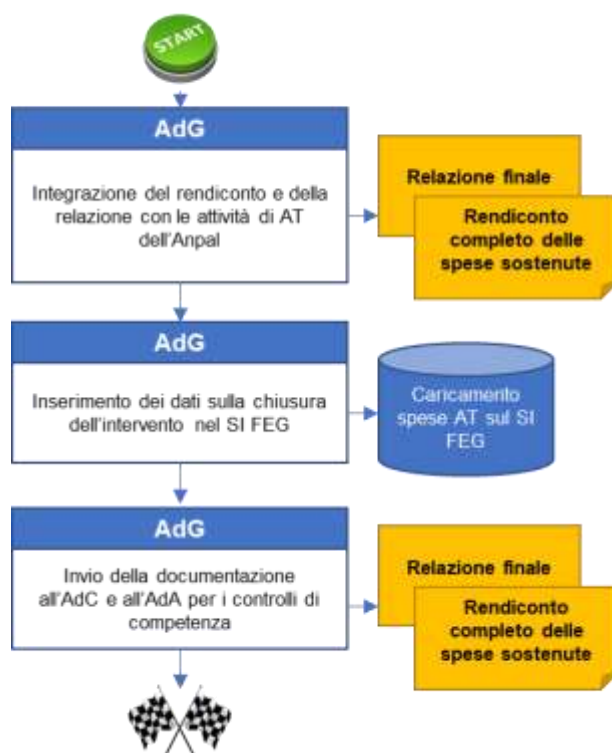 START
AdG
Integrazione del rendiconto e della
relazione con le attività di AT
dell'Anpal
Relazione finale
Rendiconto
completo delle
spese sostenute
AdG
Inserimento dei dati sulla chiusura
dell'intervento nel SI FEG
Caricamento
spese AT sul SI
FEG
AdG
Invio della documentazione
all'AdC e all'AdA per i controlli di
competenza
Relazione finale
Rendiconto
completo delle
spese sostenute